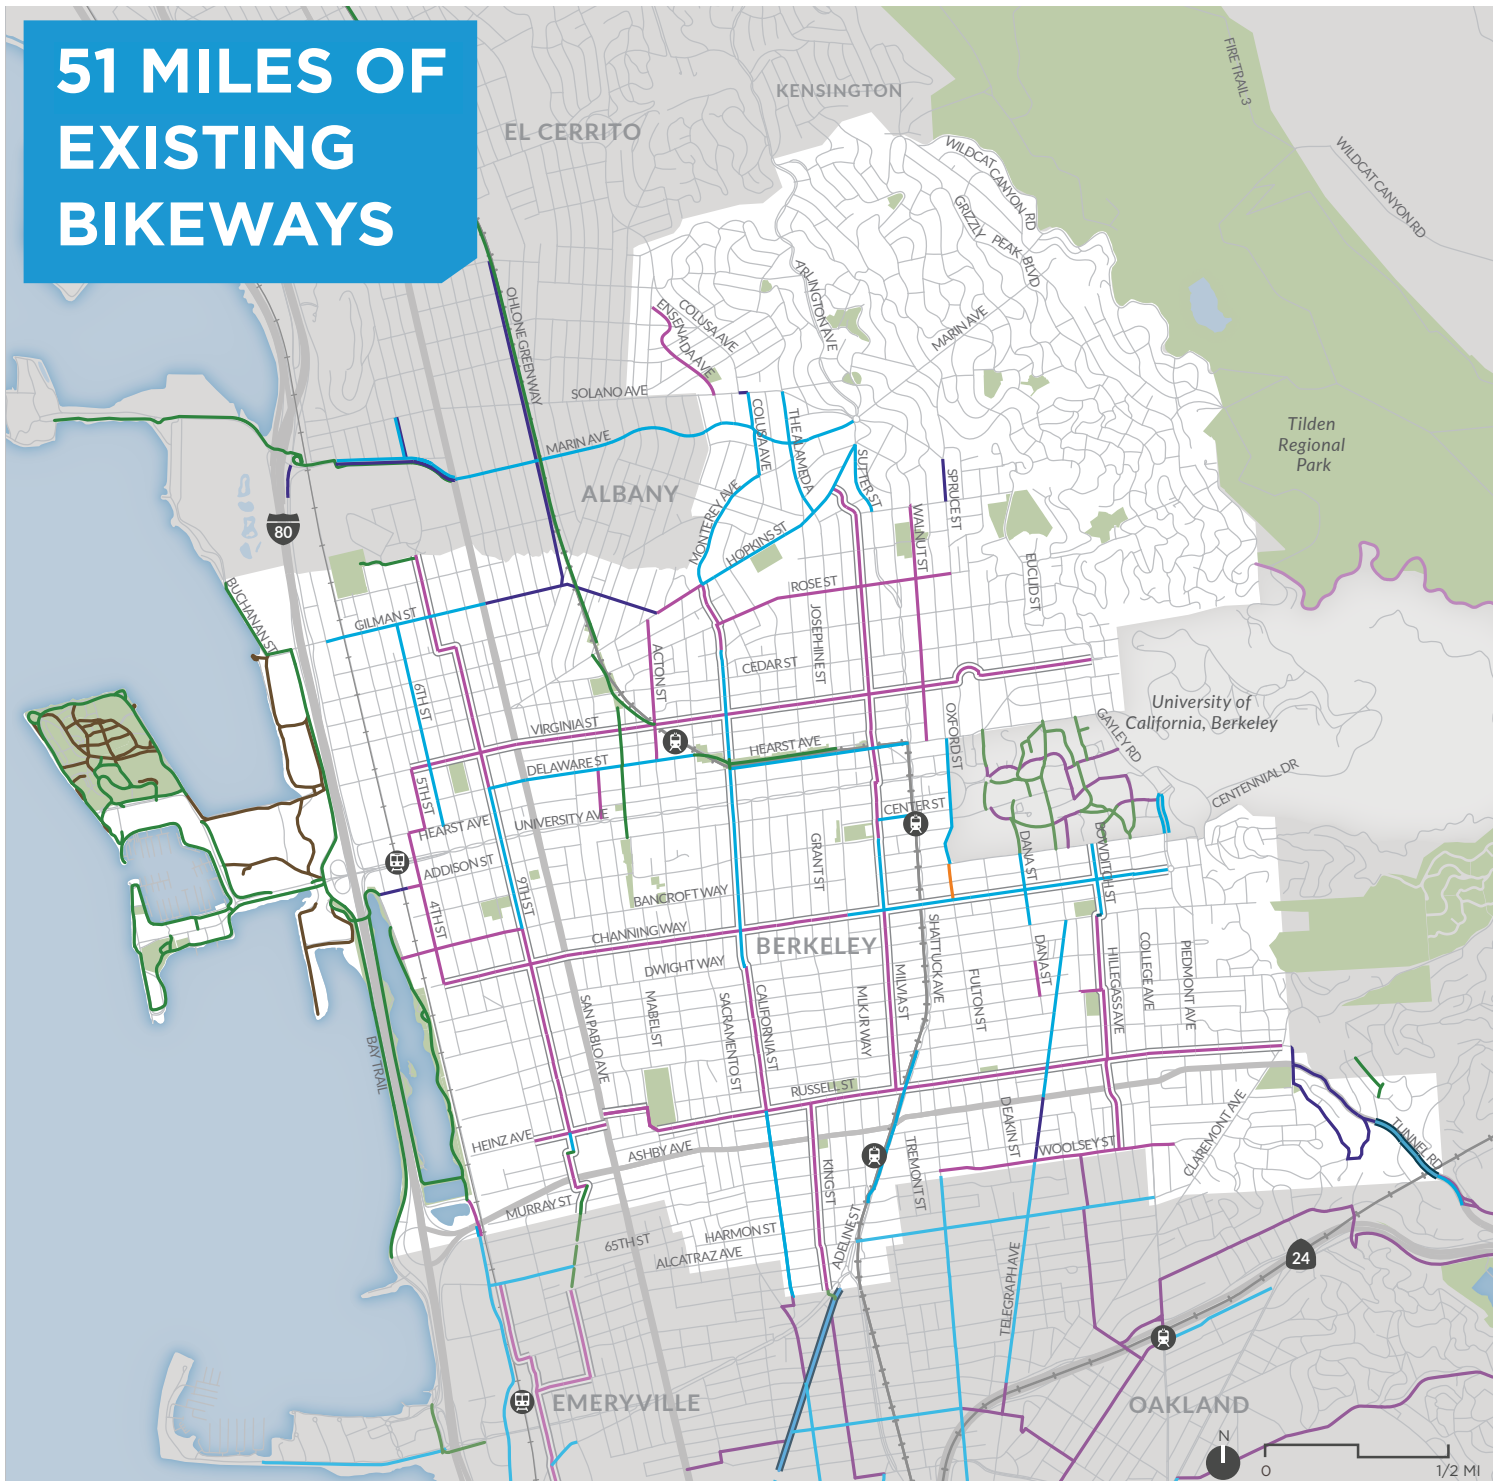 51 MILES OF
EXISTING
BIKEWAYS
KENSINGTON
EL CERRITO
FIRE TRAIL 3
WILDCAT CANYON RD
WILDCAT CANYON RD
GRIZZLY PEAK BLVD
ARLINGTON AVE
OHLONE GREENWAY
COLUSA AVE
ENSENADA AVE
MARIN AVE
SOLANO AVE
Tilden
Regional
Park
MARIN AVE
COLUSA AVE
THE ALAMEDA
SUTTER ST
SPRUCE ST
ALBANY
MONTEREY AVE
HOPKINS ST
WALNUT ST
80
EUCLID ST
BUCHANAN ST
GILMAN ST
ROSE ST
JOSEPHINE ST
ACTON ST
CEDAR ST
6TH ST
University of
California, Berkeley
VIRGINIA ST
HEARST AVE
OXFORD ST
GAYLEY RD
DELAWARE ST
CENTENNIAL DR
5TH ST
HEARST AVE
UNIVERSITY AVE
CENTER ST
ADDISON ST
GRANT ST
DANA ST
BOWDITCH ST
9TH ST
4TH ST
BANCROFT WAY
CHANNING WAY
BERKELEY
DWIGHT WAY
SHATTUCK AVE
DANA ST
HILLEGASS AVE
COLLEGE AVE
PIEDMONT AVE
SAN PABLO AVE
MABEL ST
SACRAMENTO ST
CALIFORNIA ST
MLK JR WAY
MILVIA ST
FULTON ST
BAY TRAIL
RUSSELL ST
HEINZ AVE
ASHBY AVE
DEAKIN ST
WOOLSEY ST
CLAREMONT AVE
TUNNEL RD
MURRAY ST
KING ST
TREMONT ST
65TH ST
HARMON ST
ALCATRAZ AVE
ADELINE ST
TELEGRAPH AVE
24
EMERYVILLE
OAKLAND
N
0
1/2 MI